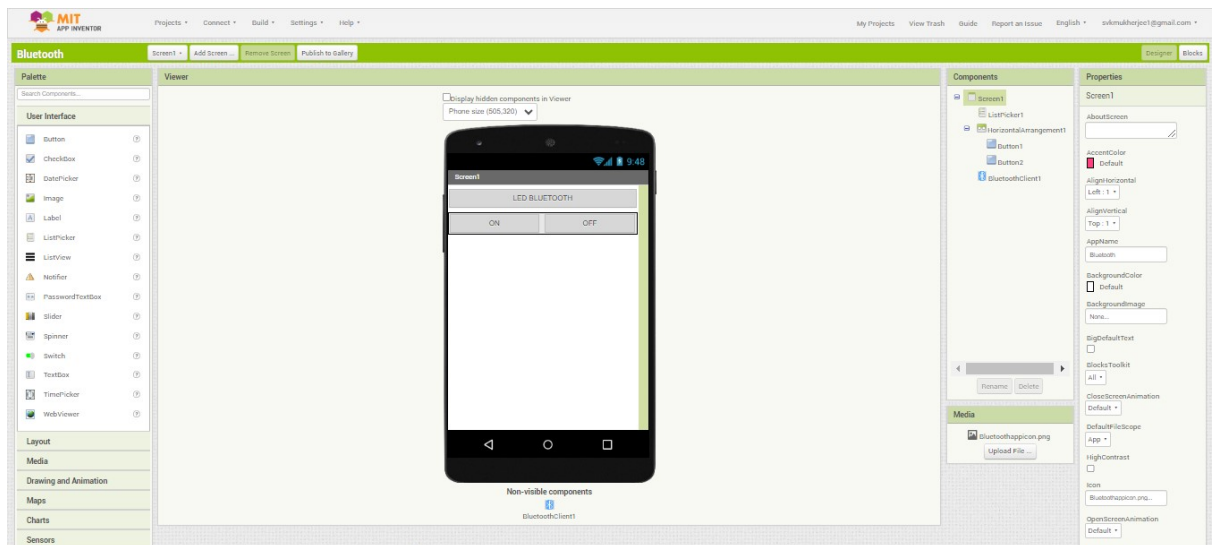 MIT
APP INVENTOR
Projects
Connect
Build
Settings
Help
My Projects
View Trash
Guide
Report an Issue
English
svkmukherjee1@gmail.com
Bluetooth
Screen1
Add Screen ...
Remove Screen
Publish to Gallery
Designer
Blocks
Palette
Search Components...
User Interface
Button
CheckBox
DatePicker
Image
Label
ListPicker
ListView
Notifier
PasswordTextBox
Slider
Spinner
Switch
TextBox
TimePicker
WebViewer
Layout
Media
Drawing and Animation
Maps
Charts
Sensors
Viewer
Display hidden components in Viewer
Phone size (505,320)
9:48
Screen1
LED BLUETOOTH
ON
OFF
Non-visible components
BluetoothClient1
Components
Screen1
ListPicker1
HorizontalArrangement1
Button1
Button2
BluetoothClient1
Rename
Delete
Media
Bluetoothappicon.png
Upload File ...
Properties
Screen1
AboutScreen
AccentColor
Default
AlignHorizontal
Left : 1
AlignVertical
Top : 1
AppName
Bluetooth
BackgroundColor
Default
BackgroundImage
None...
BigDefaultText
BlocksToolkit
All
CloseScreenAnimation
Default
DefaultFileScope
App
HighContrast
Icon
Bluetoothappicon.png...
OpenScreenAnimation
Default